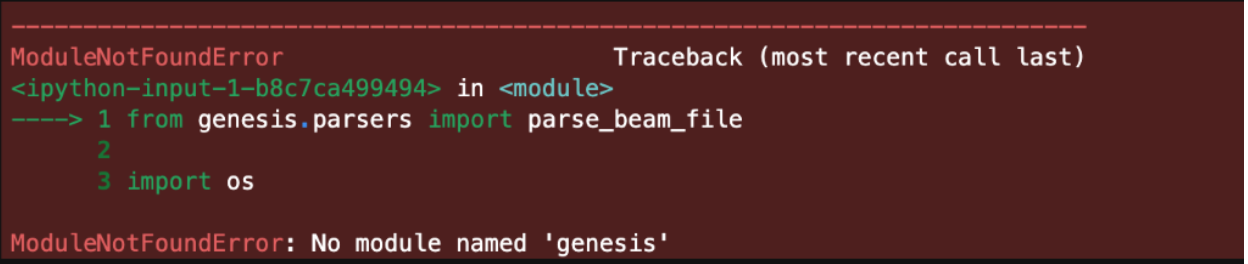 ---------------------------------------------------------------------------
ModuleNotFoundError                       Traceback (most recent call last)
<ipython-input-1-b8c7ca499494> in <module>
----> 1 from genesis.parsers import parse_beam_file
      2
      3 import os

ModuleNotFoundError: No module named 'genesis'